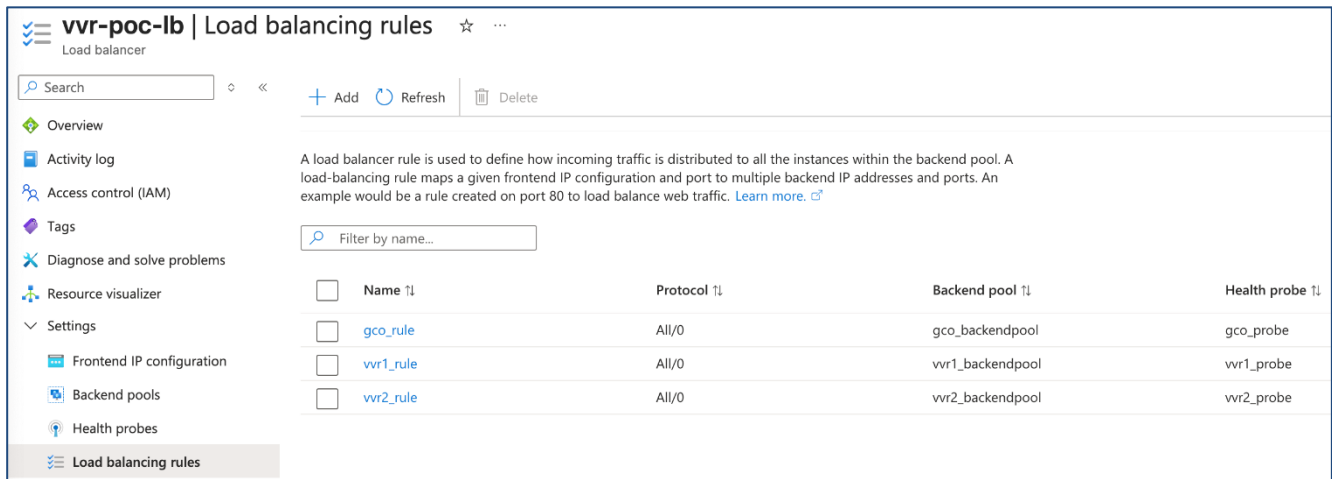 vvr-poc-lb | Load balancing rules ☆ ...
Load balancer
Search
Overview
Activity log
Access control (IAM)
Tags
Diagnose and solve problems
Resource visualizer
Settings
Frontend IP configuration
Backend pools
Health probes
Load balancing rules
+ Add Refresh Delete
A load balancer rule is used to define how incoming traffic is distributed to all the instances within the backend pool. A
load-balancing rule maps a given frontend IP configuration and port to multiple backend IP addresses and ports. An
example would be a rule created on port 80 to load balance web traffic. Learn more.
Filter by name...
Name ↑↓ Protocol ↑↓ Backend pool ↑↓ Health probe ↑↓
gco_rule All/0 gco_backendpool gco_probe
vvr1_rule All/0 vvr1_backendpool vvr1_probe
vvr2_rule All/0 vvr2_backendpool vvr2_probe